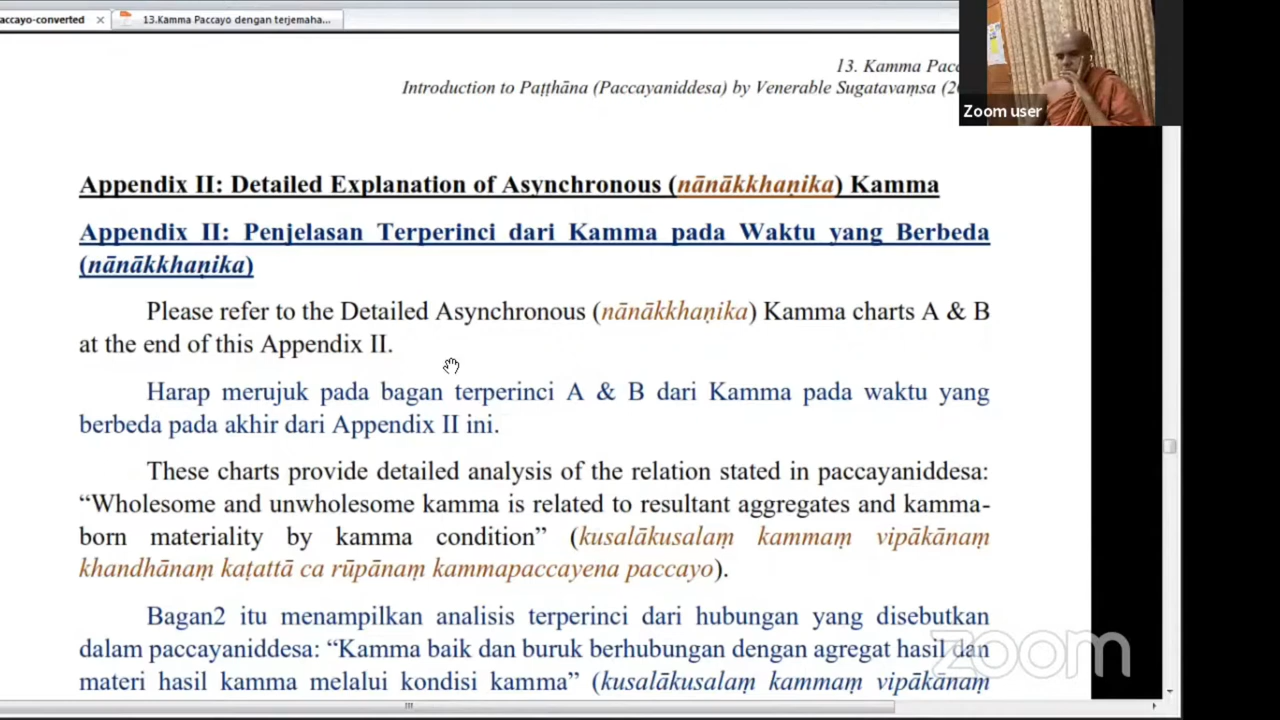 accayo-converted
13.Kamma Paccayo dengan terjemaha...
13. Kamma Pacc
Introduction to Paṭṭhāna (Paccayaniddesa) by Venerable Sugatavaṃsa (20
Zoom user
Appendix II: Detailed Explanation of Asynchronous (nānākkhaṇika) Kamma
Appendix II: Penjelasan Terperinci dari Kamma pada Waktu yang Berbeda
(nānākkhaṇika)
Please refer to the Detailed Asynchronous (nānākkhaṇika) Kamma charts A & B
at the end of this Appendix II.
Harap merujuk pada bagan terperinci A & B dari Kamma pada waktu yang
berbeda pada akhir dari Appendix II ini.
These charts provide detailed analysis of the relation stated in paccayaniddesa:
“Wholesome and unwholesome kamma is related to resultant aggregates and kamma-
born materiality by kamma condition” (kusalākusalaṃ kammaṃ vipākānaṃ
khandhānaṃ kaṭattā ca rūpānaṃ kammapaccayena paccayo).
Bagan2 itu menampilkan analisis terperinci dari hubungan yang disebutkan
dalam paccayaniddesa: “Kamma baik dan buruk berhubungan dengan agregat hasil dan
materi hasil kamma melalui kondisi kamma” (kusalākusalaṃ kammaṃ vipākānaṃ
zoom